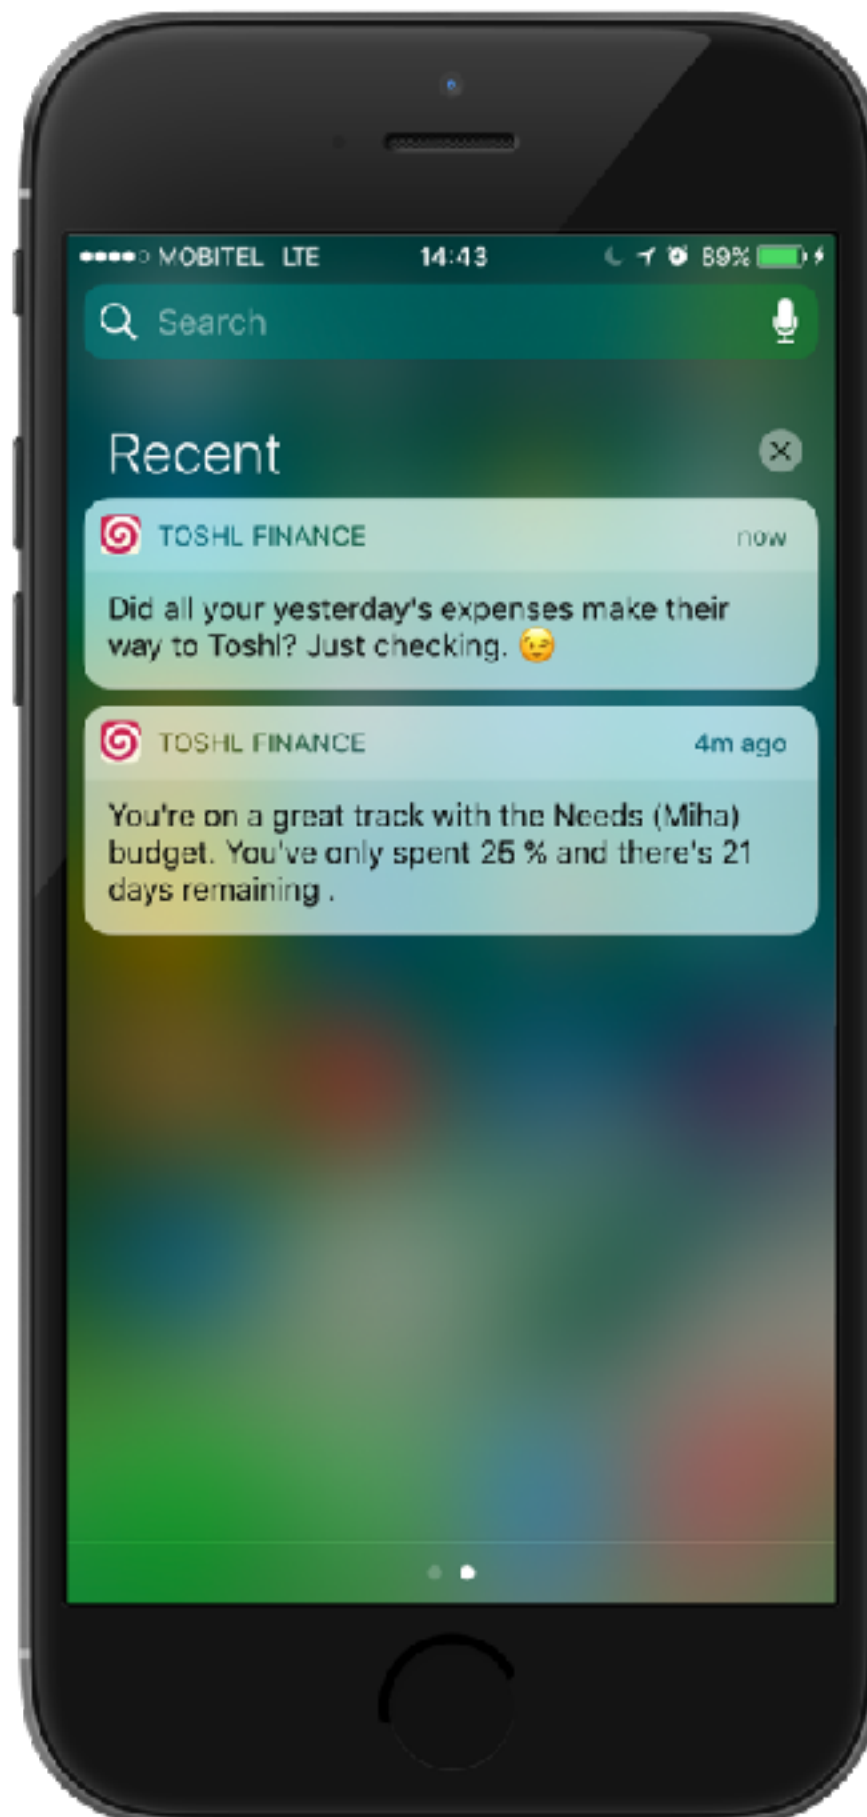 MOBITEL LTE 14:43 89%
Search
Recent
TOSHL FINANCE now
Did all your yesterday's expenses make their
way to Toshl? Just checking. 😉
TOSHL FINANCE 4m ago
You're on a great track with the Needs (Miha)
budget. You've only spent 25 % and there's 21
days remaining .